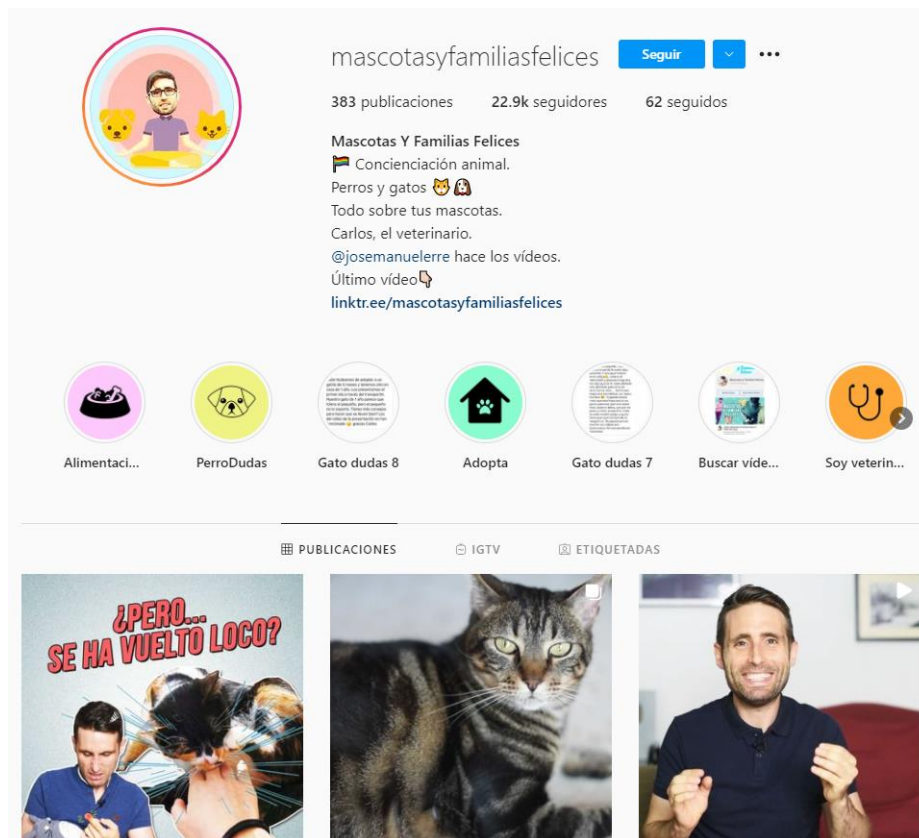 mascotasyfamiliasfelices Seguir
383 publicaciones 22.9k seguidores 62 seguidos
Mascotas Y Familias Felices
🏳️‍🌈 Concienciación animal.
Perros y gatos 🐱🐶
Todo sobre tus mascotas.
Carlos, el veterinario.
@josemanuelerre hace los vídeos.
Último vídeo👇🏻
linktr.ee/mascotasyfamiliasfelices
Alimentaci... PerroDudas Gato dudas 8 Adopta Gato dudas 7 Buscar víde... Soy veterin...
PUBLICACIONES IGTV ETIQUETADAS
¿PERO...
SE HA VUELTO LOCO?